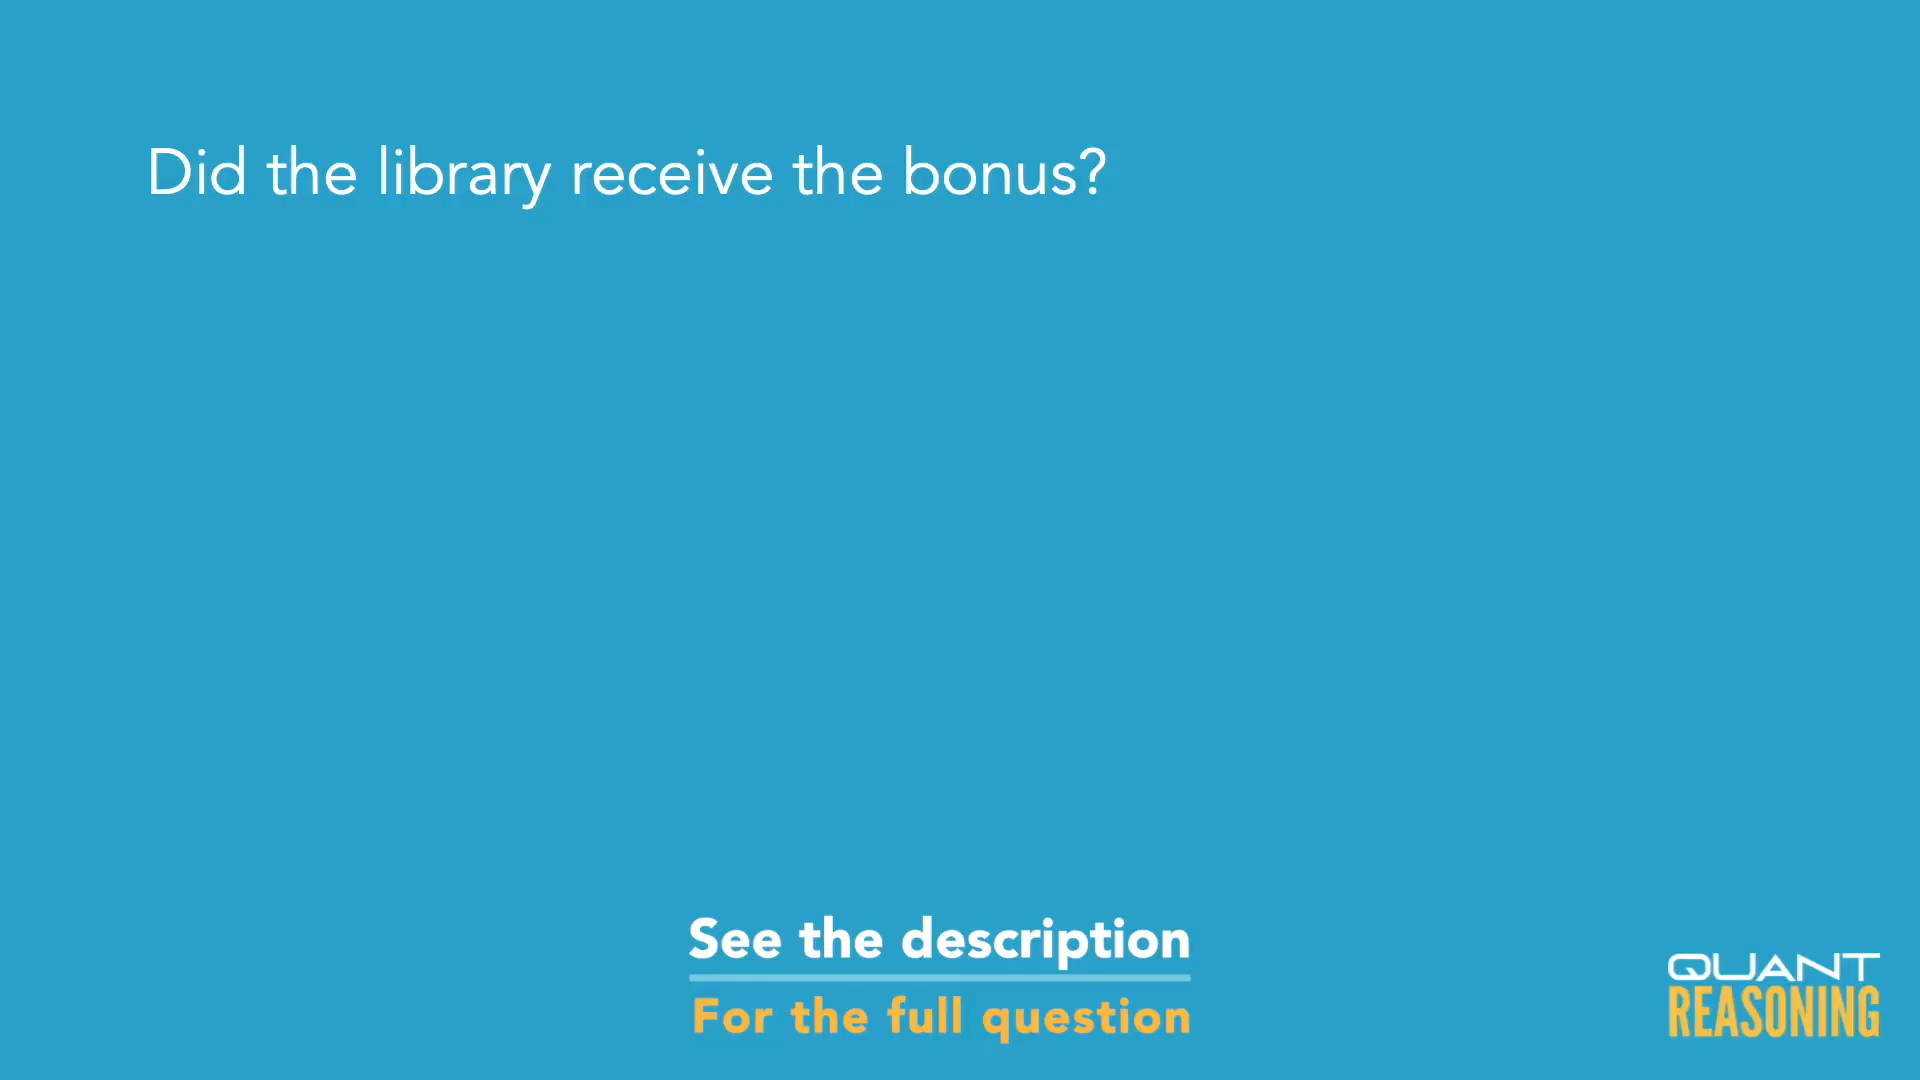 Did the library receive the bonus?
See the description
For the full question
QUANT
REASONING